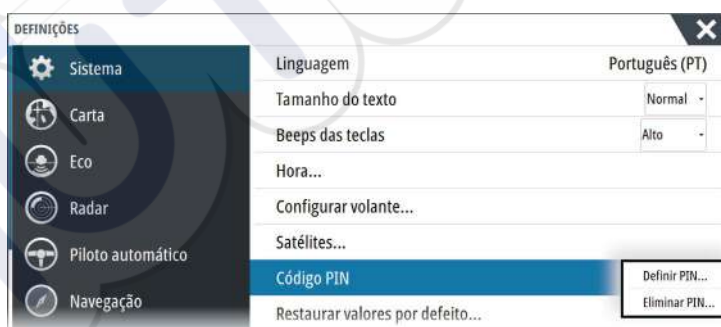 DEFINIÇÕES
Sistema
Carta
Eco
Radar
Piloto automático
Navegação
Linguagem Português (PT)
Tamanho do texto Normal
Beeps das teclas Alto
Hora...
Configurar volante...
Satélites...
Código PIN
Definir PIN...
Eliminar PIN...
Restaurar valores por defeito...